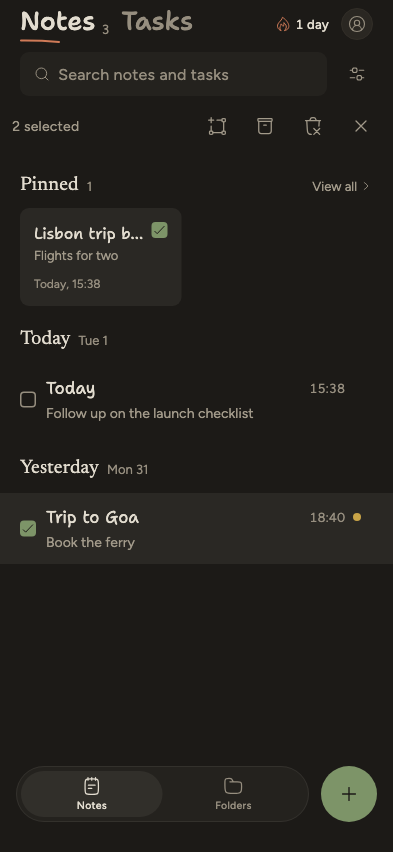 Notes 3 Tasks
1 day
Search notes and tasks
2 selected
Pinned 1
View all
Lisbon trip b...
Flights for two
Today, 15:38
Today Tue 1
Today 15:38
Follow up on the launch checklist
Yesterday Mon 31
Trip to Goa 18:40
Book the ferry
Notes
Folders